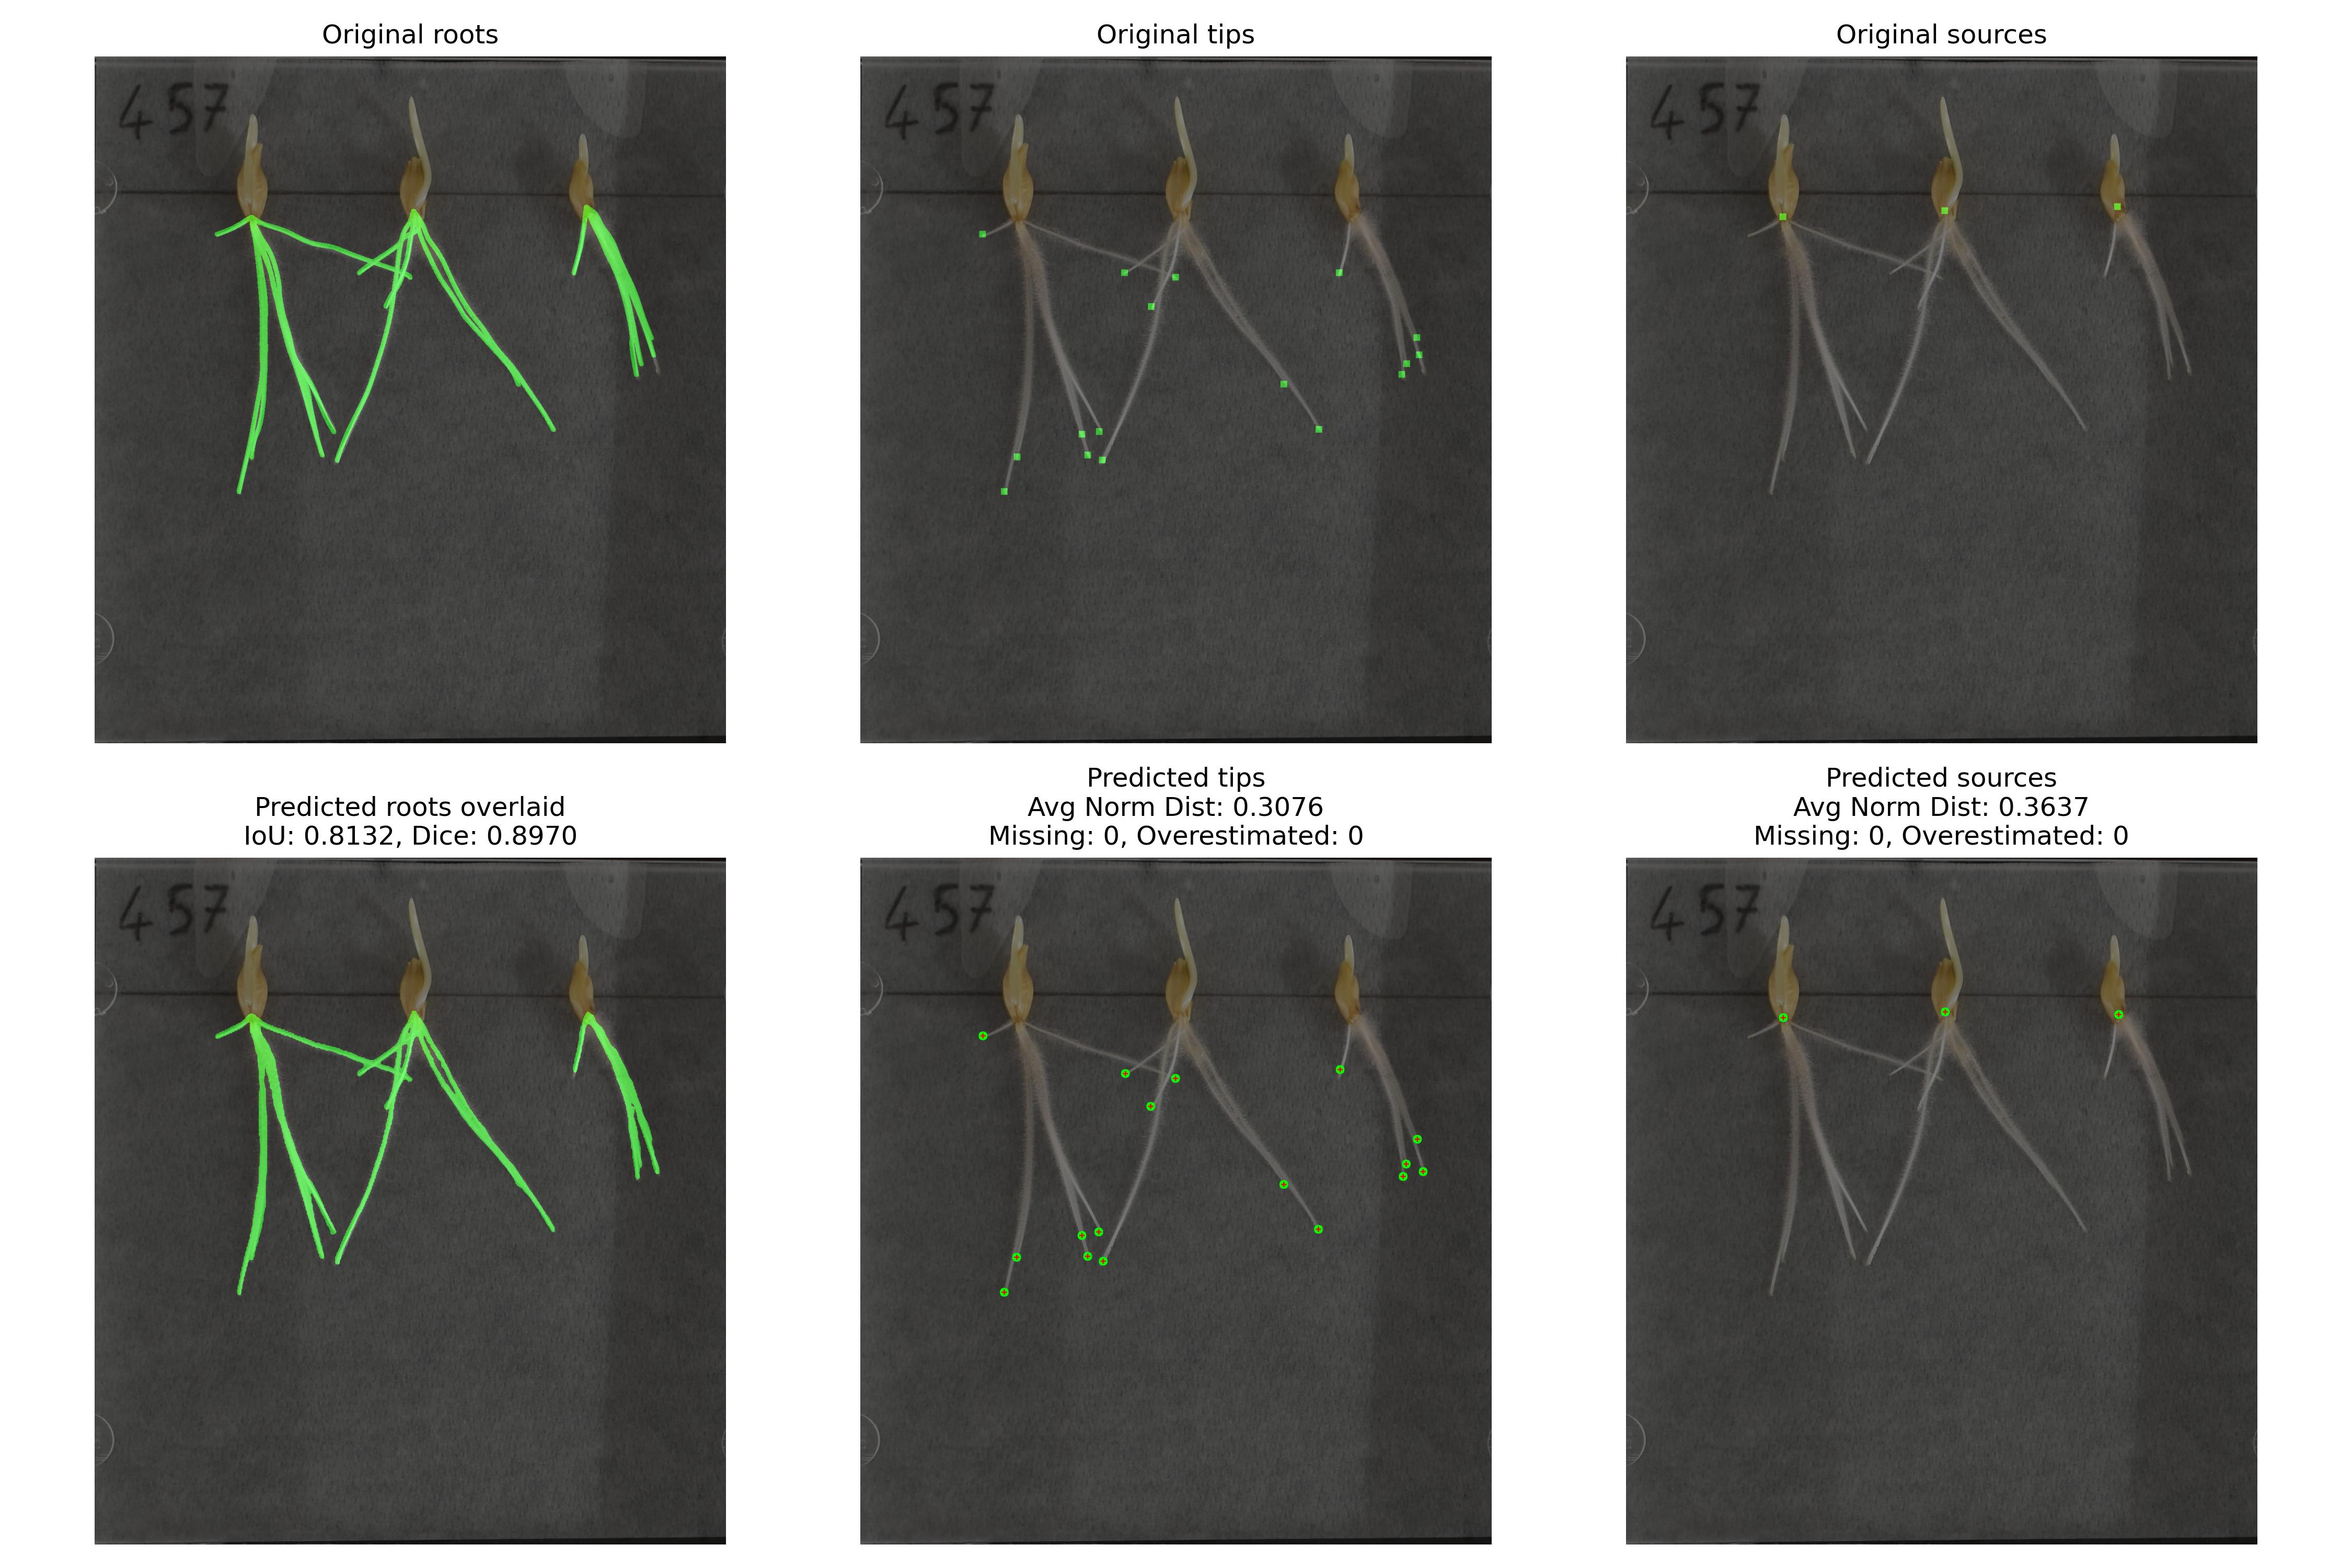 Original roots
Original tips
Original sources
457
457
457
Predicted roots overlaid
IoU: 0.8132, Dice: 0.8970
Predicted tips
Avg Norm Dist: 0.3076
Missing: 0, Overestimated: 0
Predicted sources
Avg Norm Dist: 0.3637
Missing: 0, Overestimated: 0
457
457
457